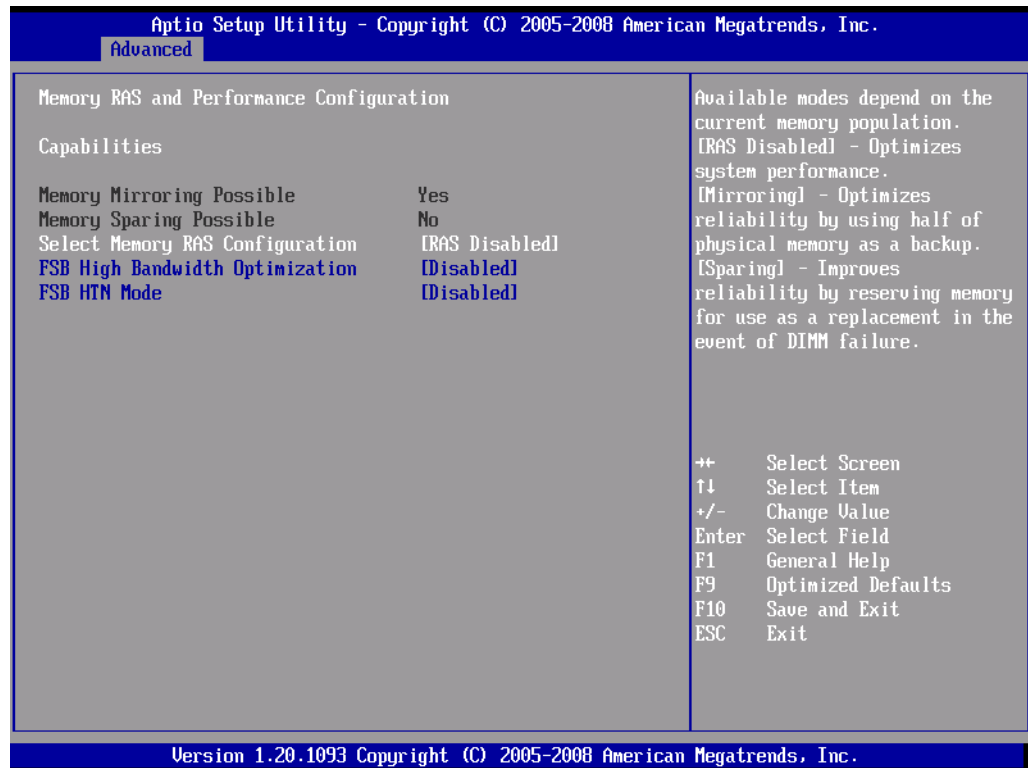 Aptio Setup Utility - Copyright (C) 2005-2008 American Megatrends, Inc.
Advanced
Memory RAS and Performance Configuration
Capabilities
Memory Mirroring Possible Yes
Memory Sparing Possible No
Select Memory RAS Configuration [RAS Disabled]
FSB High Bandwidth Optimization [Disabled]
FSB HTN Mode [Disabled]
Available modes depend on the
current memory population.
[RAS Disabled] - Optimizes
system performance.
[Mirroring] - Optimizes
reliability by using half of
physical memory as a backup.
[Sparing] - Improves
reliability by reserving memory
for use as a replacement in the
event of DIMM failure.
→← Select Screen
↑↓ Select Item
+/- Change Value
Enter Select Field
F1 General Help
F9 Optimized Defaults
F10 Save and Exit
ESC Exit
Version 1.20.1093 Copyright (C) 2005-2008 American Megatrends, Inc.